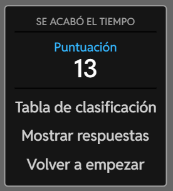 SE ACABÓ EL TIEMPO
Puntuación
13
Tabla de clasificación
Mostrar respuestas
Volver a empezar